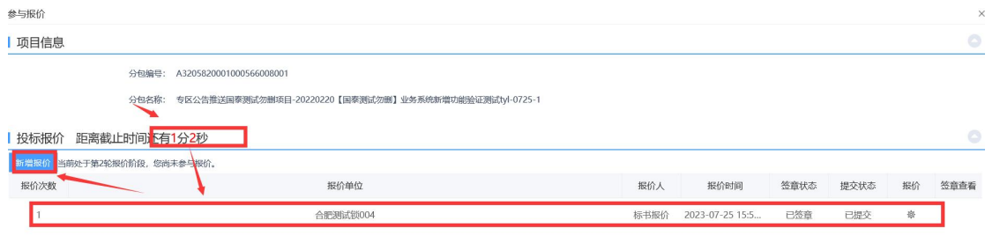 参与报价
项目信息
分包编号： A3205820001000566008001
分包名称： 专区公告推送国泰测试勿删项目-20220220【国泰测试勿删】业务系统新增功能验证测试tyl-0725-1
投标报价 距离截止时间还有1分2秒
新增报价 当前处于第2轮报价阶段，您尚未参与报价。
报价次数 报价单位 报价人 报价时间 签章状态 提交状态 报价 签章查看
1 合肥测试锁004 标书报价 2023-07-25 15:5... 已签章 已提交